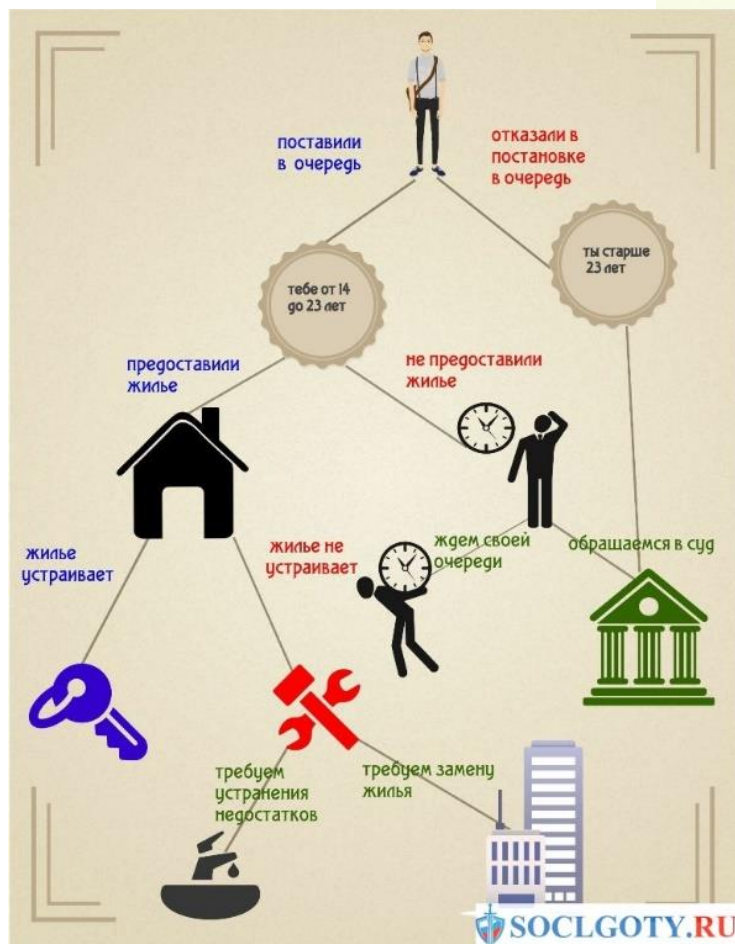 поставили
в очередь
отказали в
постановке
в очередь
тебе от 14
до 23 лет
ты старше
23 лет
предоставили
жилье
не предоставили
жилье
жилье
устраивает
жилье не
устраивает
ждем своей
очереди
обращаемся в суд
требуем
устранения
недостатков
требуем замену
жилья
SOCLGOTY.RU